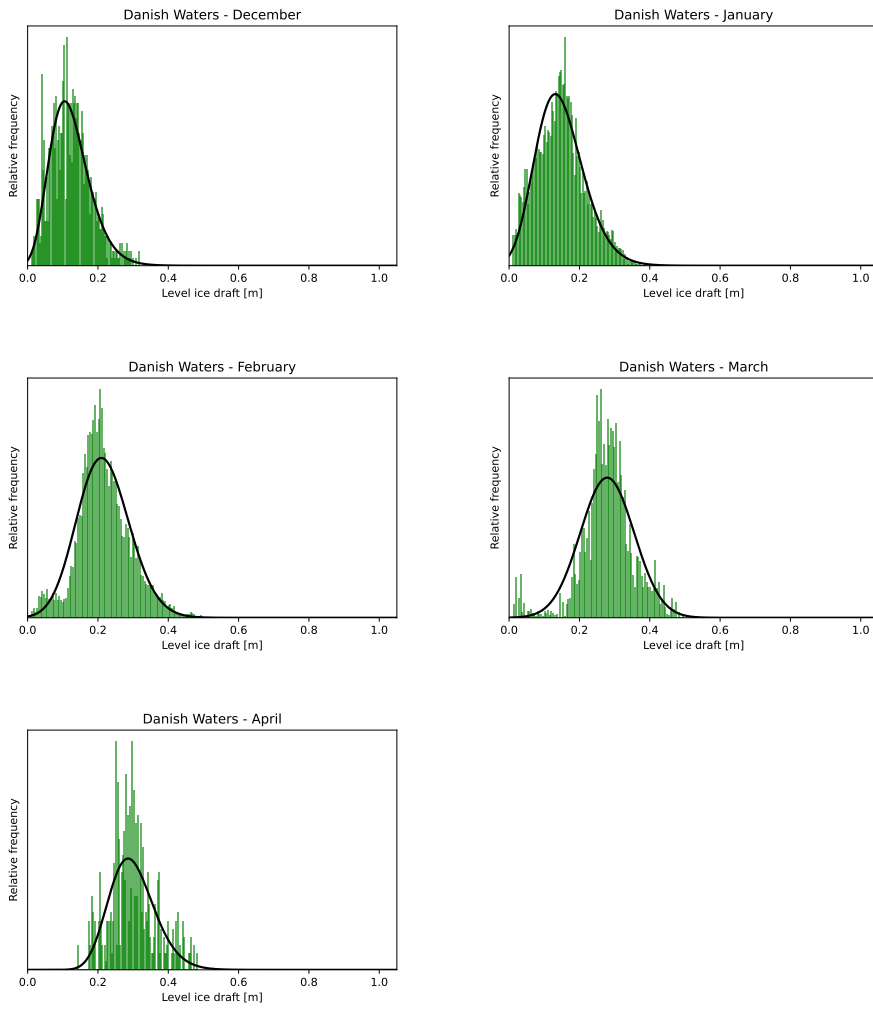 Danish Waters - December
Relative frequency
0.0 0.2 0.4 0.6 0.8 1.0
Level ice draft [m]
Danish Waters - January
Relative frequency
0.0 0.2 0.4 0.6 0.8 1.0
Level ice draft [m]
Danish Waters - February
Relative frequency
0.0 0.2 0.4 0.6 0.8 1.0
Level ice draft [m]
Danish Waters - March
Relative frequency
0.0 0.2 0.4 0.6 0.8 1.0
Level ice draft [m]
Danish Waters - April
Relative frequency
0.0 0.2 0.4 0.6 0.8 1.0
Level ice draft [m]